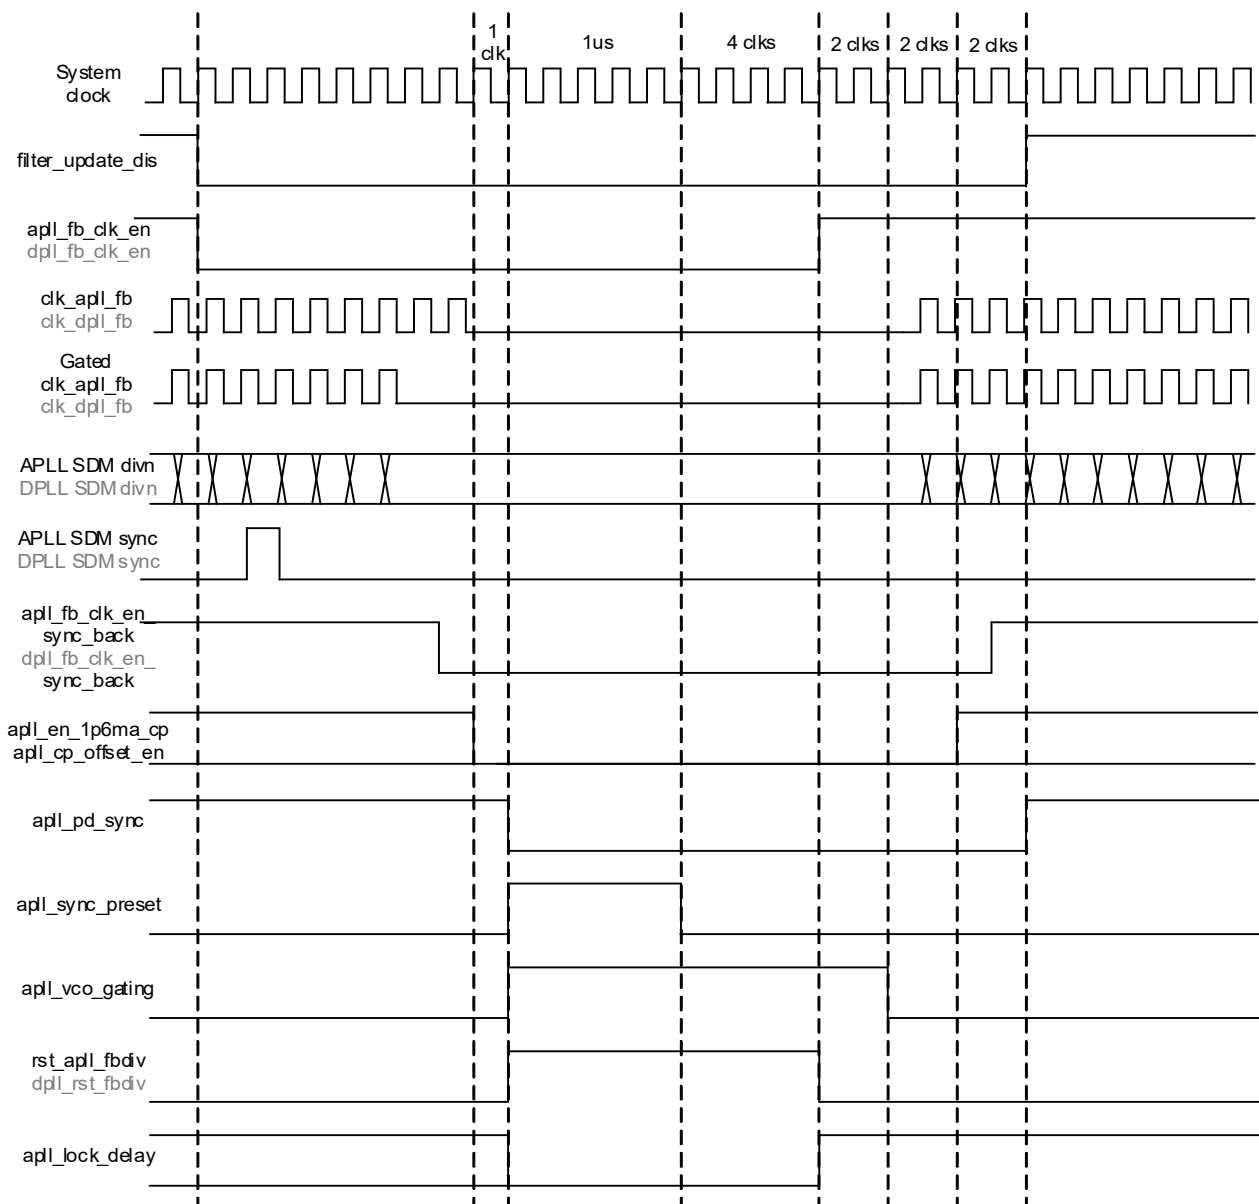 1
clk
1us
4 clks
2 clks
2 clks
2 clks
System
clock
filter_update_dis
apll_fb_clk_en
dpll_fb_clk_en
clk_apll_fb
clk_dpll_fb
Gated
clk_apll_fb
clk_dpll_fb
APLL SDM divn
DPLL SDM divn
APLL SDM sync
DPLL SDM sync
apll_fb_clk_en_
sync_back
dpll_fb_clk_en_
sync_back
apll_en_1p6ma_cp
apll_cp_offset_en
apll_pd_sync
apll_sync_preset
apll_vco_gating
rst_apll_fbdiv
dpll_rst_fbdiv
apll_lock_delay